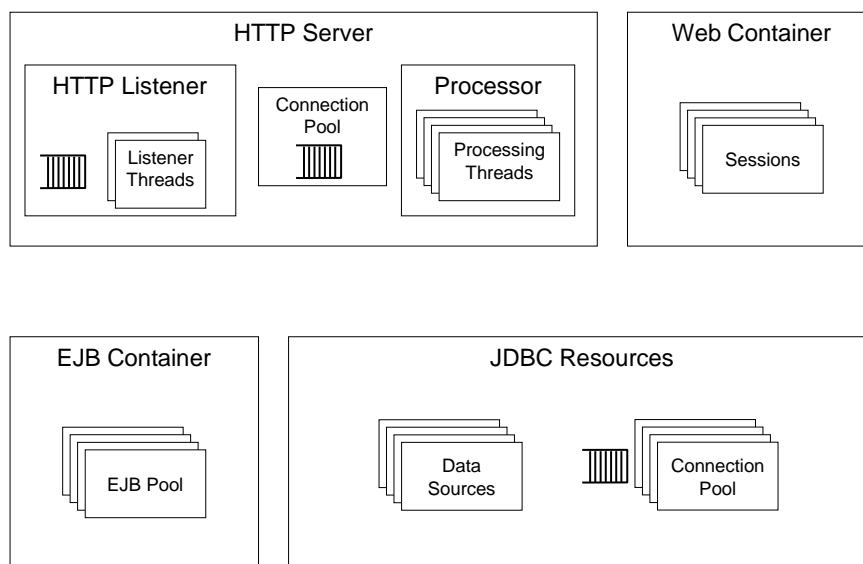 HTTP Server
HTTP Listener
Listener
Threads
Connection
Pool
Processor
Processing
Threads
Web Container
Sessions
EJB Container
EJB Pool
JDBC Resources
Data
Sources
Connection
Pool